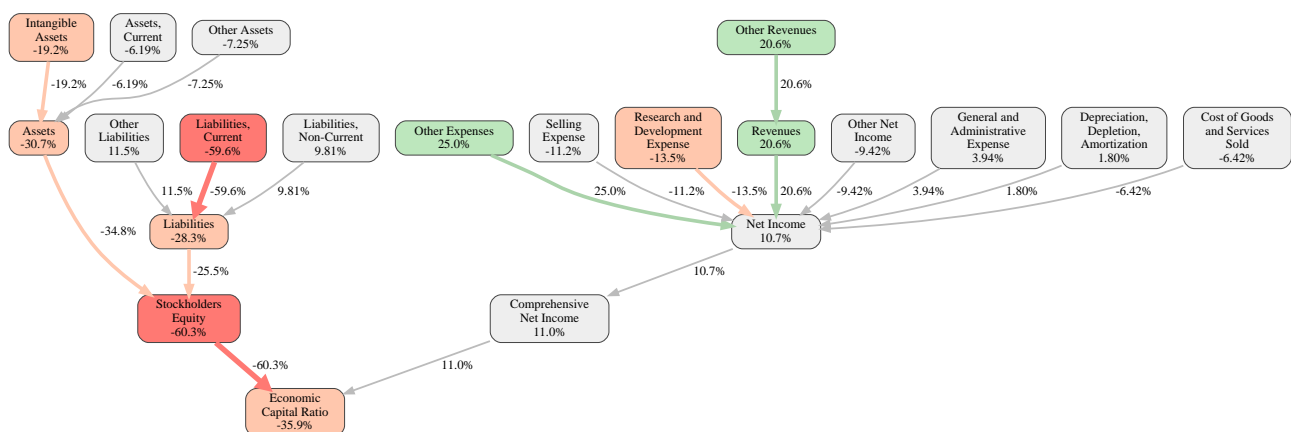 Intangible
Assets
-19.2%
Assets,
Current
-6.19%
Other Assets
-7.25%
Other Revenues
20.6%
-19.2%
-6.19%
-7.25%
20.6%
Assets
-30.7%
Other
Liabilities
11.5%
Liabilities,
Current
-59.6%
Liabilities,
Non-Current
9.81%
Other Expenses
25.0%
Selling
Expense
-11.2%
Research and
Development
Expense
-13.5%
Revenues
20.6%
Other Net
Income
-9.42%
General and
Administrative
Expense
3.94%
Depreciation,
Depletion,
Amortization
1.80%
Cost of Goods
and Services
Sold
-6.42%
11.5%
-59.6%
9.81%
25.0%
-11.2%
-13.5%
20.6%
-9.42%
3.94%
1.80%
-6.42%
-34.8%
Liabilities
-28.3%
Net Income
10.7%
-25.5%
10.7%
Stockholders
Equity
-60.3%
Comprehensive
Net Income
11.0%
-60.3%
11.0%
Economic
Capital Ratio
-35.9%